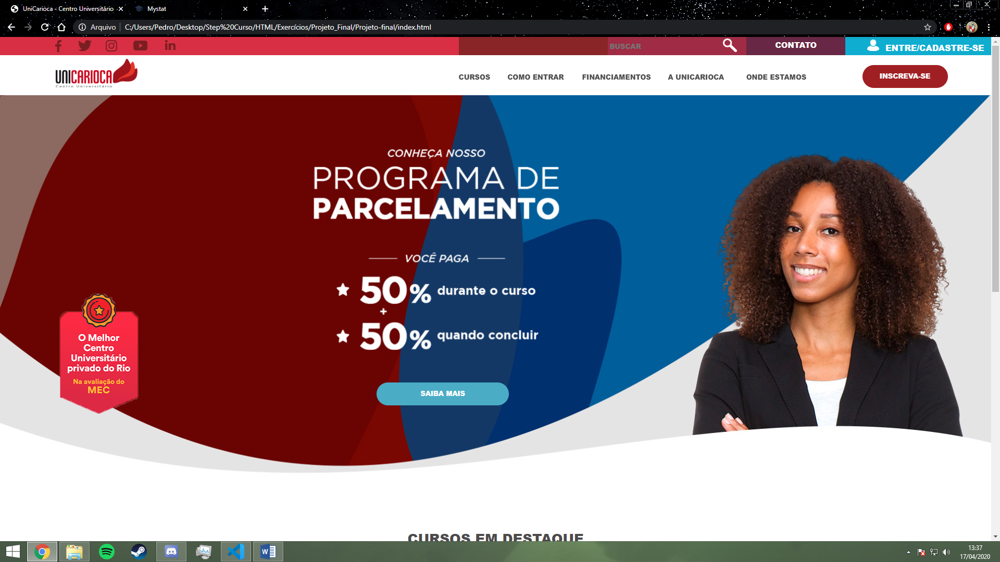 UniCarioca - Centro Universitário
Mystat
Arquivo
C:/Users/Pedro/Desktop/Step%20Curso/HTML/Exercícios/Projeto_Final/Projeto-final/index.html
BUSCAR
CONTATO
ENTRE/CADASTRE-SE
UNICARIOCA
Centro Universitário
CURSOS
COMO ENTRAR
FINANCIAMENTOS
A UNICARIOCA
ONDE ESTAMOS
INSCREVA-SE
CONHEÇA NOSSO
PROGRAMA DE
PARCELAMENTO
VOCÊ PAGA
50% durante o curso
+
50% quando concluir
SAIBA MAIS
O Melhor
Centro
Universitário
privado do Rio
Na avaliação do
MEC
CURSOS EM DESTAQUE
13:37
17/04/2020